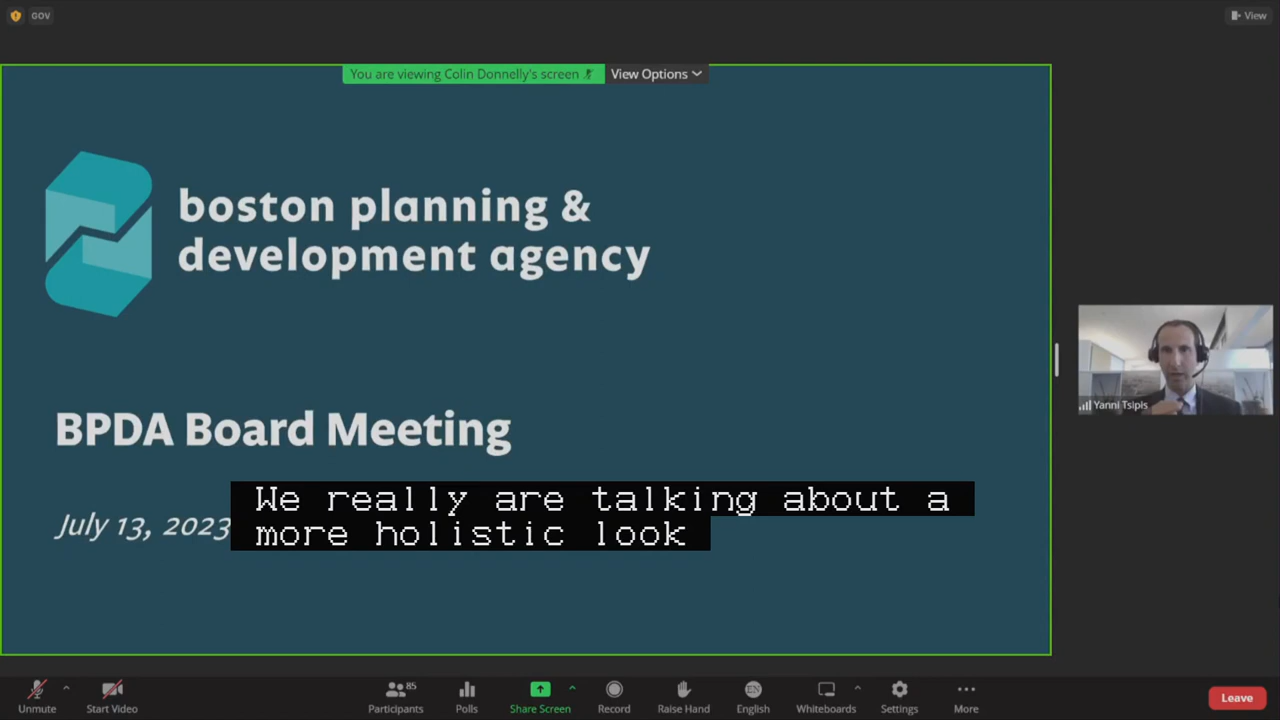 GOV
View
You are viewing Colin Donnelly's screen
View Options
boston planning &
development agency
BPDA Board Meeting
July 13, 2023
We really are talking about a
more holistic look
Yanni Tsipis
Unmute
Start Video
85
Participants
Polls
Share Screen
Record
Raise Hand
EN
English
Whiteboards
Settings
More
Leave